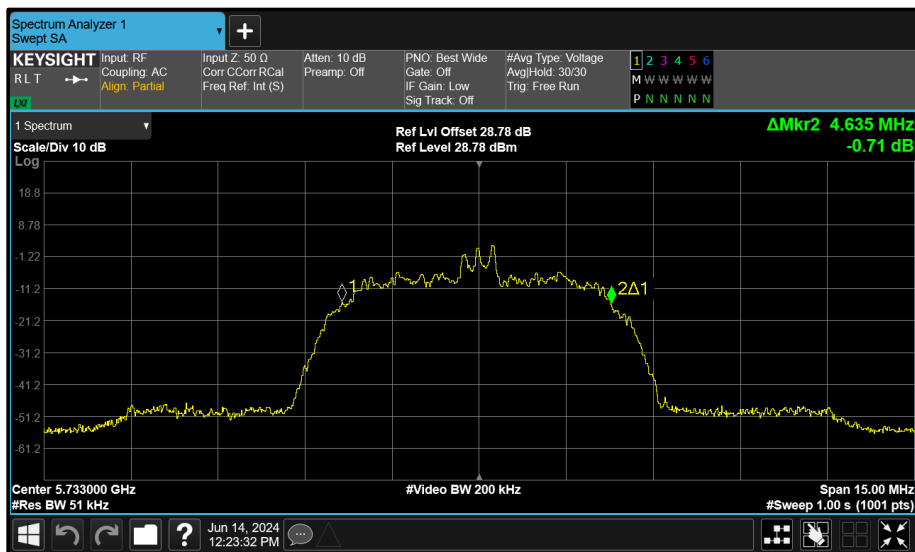 Spectrum Analyzer 1
Swept SA
KEYSIGHT
R L T
LXI
Input: RF
Coupling: AC
Align: Partial
Input Z: 50 Ω
Corr CCorr RCal
Freq Ref: Int (S)
Atten: 10 dB
Preamp: Off
PNO: Best Wide
Gate: Off
IF Gain: Low
Sig Track: Off
#Avg Type: Voltage
Avg|Hold: 30/30
Trig: Free Run
1 2 3 4 5 6
M W W W W W
P N N N N N
1 Spectrum
Scale/Div 10 dB
Ref Lvl Offset 28.78 dB
Ref Level 28.78 dBm
ΔMkr2 4.635 MHz
-0.71 dB
Log
18.8
8.78
-1.22
-11.2
-21.2
-31.2
-41.2
-51.2
-61.2
1
2Δ1
Center 5.733000 GHz
#Video BW 200 kHz
Span 15.00 MHz
#Res BW 51 kHz
#Sweep 1.00 s (1001 pts)
?
Jun 14, 2024
12:23:32 PM